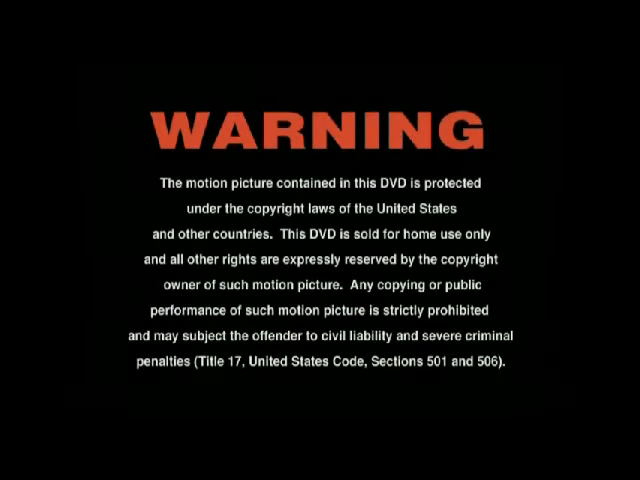 WARNING
The motion picture contained in this DVD is protected
under the copyright laws of the United States
and other countries. This DVD is sold for home use only
and all other rights are expressly reserved by the copyright
owner of such motion picture. Any copying or public
performance of such motion picture is strictly prohibited
and may subject the offender to civil liability and severe criminal
penalties (Title 17, United States Code, Sections 501 and 506).